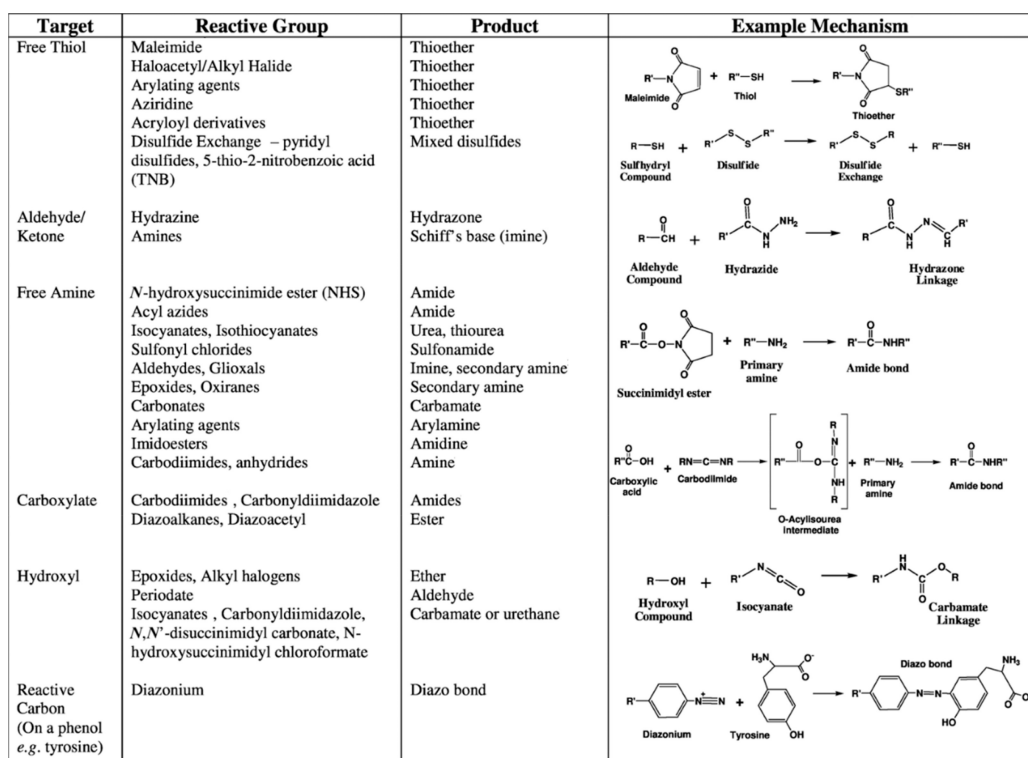 Target Reactive Group Product Example Mechanism
Free Thiol Maleimide Thioether
Haloacetyl/Alkyl Halide Thioether
Arylating agents Thioether
Aziridine Thioether
Acryloyl derivatives Thioether
Disulfide Exchange – pyridyl Mixed disulfides
disulfides, 5-thio-2-nitrobenzoic acid
(TNB)
O
R'—N
O
Maleimide
+
R"—SH
Thiol
O
R'—N
O
SR"
Thioether
R—SH
Sulfhydryl
Compound
+
R' S S R"
Disulfide
R' S S R
Disulfide
Exchange
+
R"—SH
Aldehyde/ Hydrazine Hydrazone
Ketone Amines Schiff's base (imine)
O
R—CH
Aldehyde
Compound
+
O
R' N H NH2
Hydrazide
O
R N H N C H R'
Hydrazone
Linkage
Free Amine N-hydroxysuccinimide ester (NHS) Amide
Acyl azides Amide
Isocyanates, Isothiocyanates Urea, thiourea
Sulfonyl chlorides Sulfonamide
Aldehydes, Glioxals Imine, secondary amine
Epoxides, Oxiranes Secondary amine
Carbonates Carbamate
Arylating agents Arylamine
Imidoesters Amidine
Carbodiimides, anhydrides Amine
O
R'—C—O—N
O
O
Succinimidyl ester
+
R"—NH2
Primary
amine
O
R'—C—NHR"
Amide bond
Carboxylate Carbodiimides , Carbonyldiimidazole Amides
Diazoalkanes, Diazoacetyl Ester
O
R"C—OH
Carboxylic
acid
+
RN=C=NR
Carbodiimide
R
N
O
R" C O C
NH
R
O-Acylisourea
intermediate
+
R"—NH2
Primary
amine
O
R'—C—NHR"
Amide bond
Hydroxyl Epoxides, Alkyl halogens Ether
Periodate Aldehyde
Isocyanates , Carbonyldiimidazole, Carbamate or urethane
N,N'-disuccinimidyl carbonate, N-
hydroxysuccinimidyl chloroformate
R—OH
Hydroxyl
Compound
+
R' N C O
Isocyanate
H
R' N C O R
O
Carbamate
Linkage
Reactive Diazonium Diazo bond
Carbon
(On a phenol
e.g. tyrosine)
R' N+≡N
Diazonium
+
H3N O-
O
OH
Tyrosine
Diazo bond
R' N=N
HO
NH3
O
O